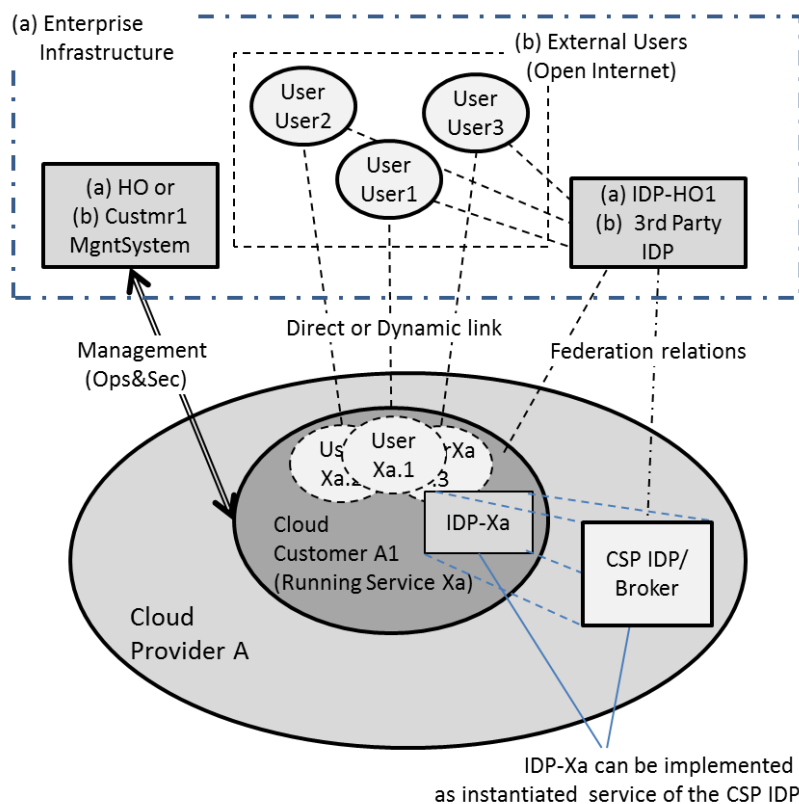 (a) Enterprise
Infrastructure
(b) External Users
(Open Internet)
User
User2
User
User3
User
User1
(a) HO or
(b) Custmr1
MgntSystem
(a) IDP-HO1
(b) 3rd Party
IDP
Direct or Dynamic link
Management
(Ops&Sec)
Federation relations
User
Xa.1
Xa.2
.3
IDP-Xa
Cloud
Customer A1
(Running Service Xa)
CSP IDP/
Broker
Cloud
Provider A
IDP-Xa can be implemented
as instantiated service of the CSP IDP